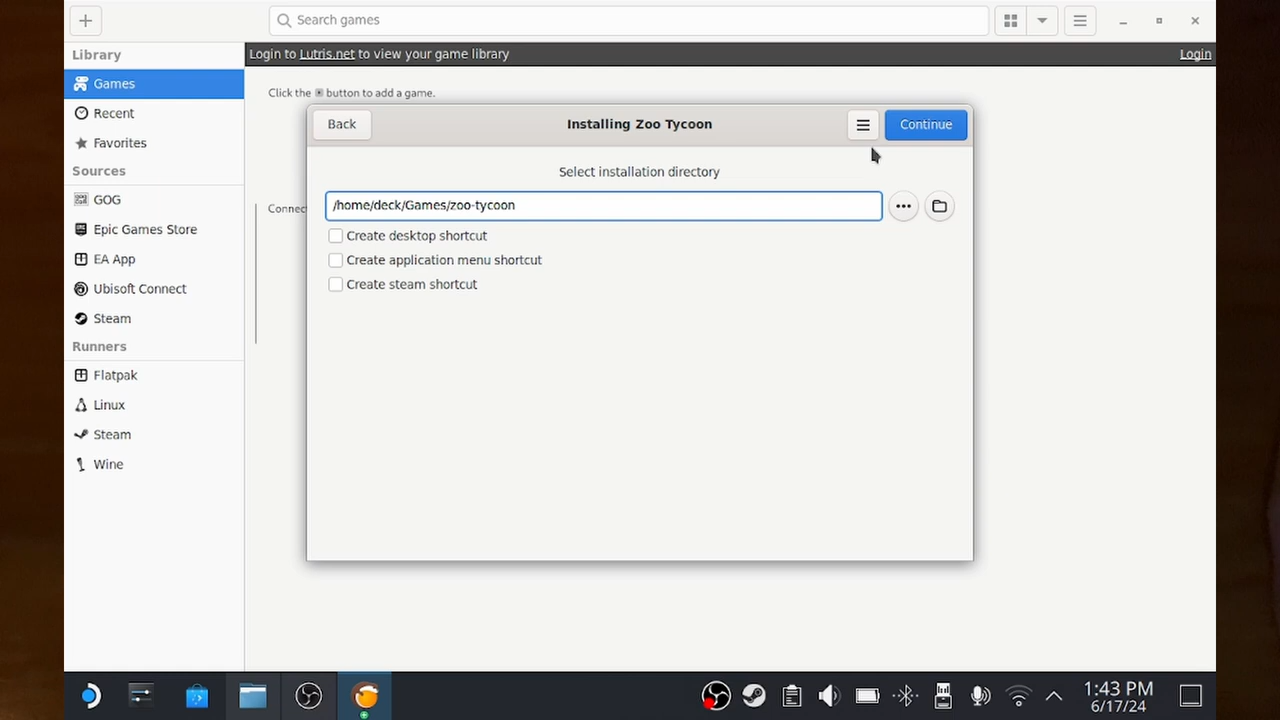 Search games
Library
Login to Lutris.net to view your game library
Login
Games
Click the button to add a game.
Recent
Favorites
Sources
GOG
Epic Games Store
EA App
Ubisoft Connect
Steam
Runners
Flatpak
Linux
Steam
Wine
Connec
Back
Installing Zoo Tycoon
Continue
Select installation directory
/home/deck/Games/zoo-tycoon
Create desktop shortcut
Create application menu shortcut
Create steam shortcut
1:43 PM
6/17/24